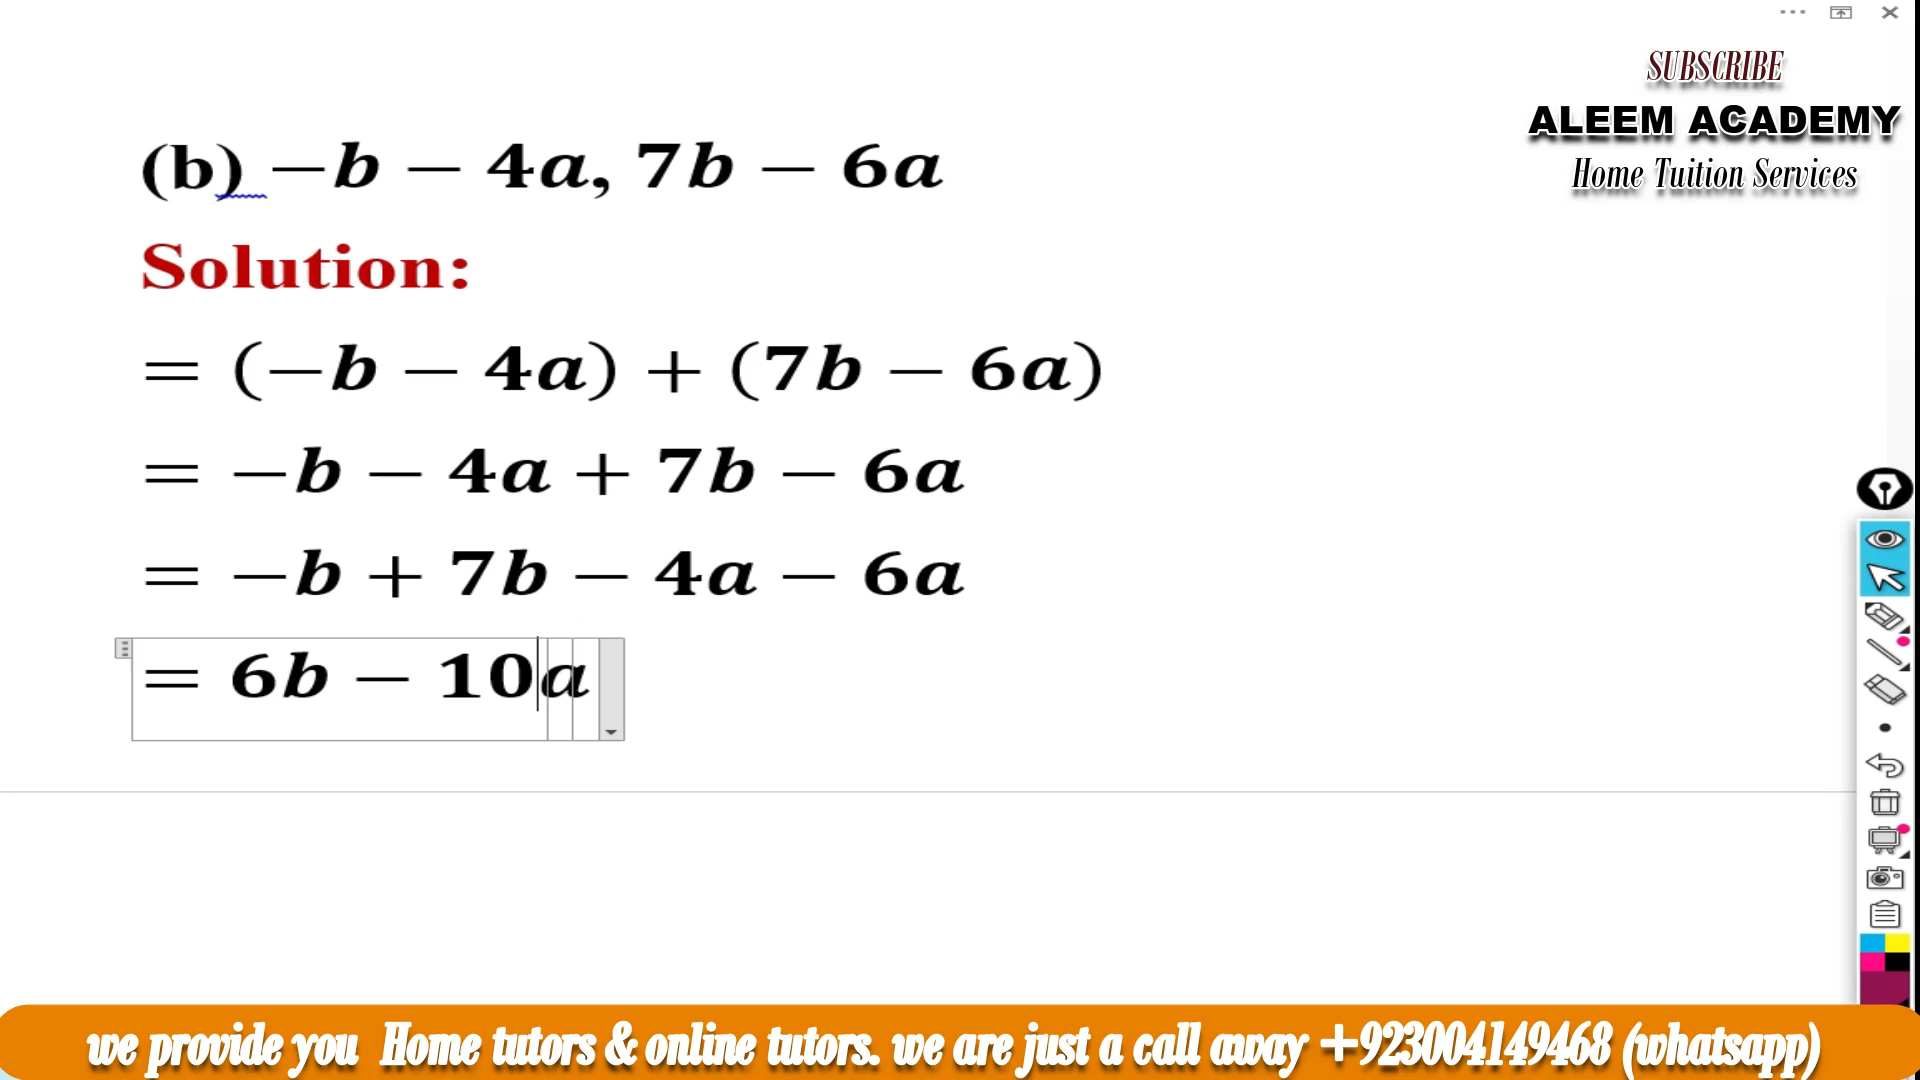 SUBSCRIBE
ALEEM ACADEMY
Home Tuition Services
(b) −b − 4a, 7b − 6a
Solution:
= (−b − 4a) + (7b − 6a)
= −b − 4a + 7b − 6a
= −b + 7b − 4a − 6a
= 6b − 10a
we provide you Home tutors & online tutors. we are just a call away +923004149468 (whatsapp)